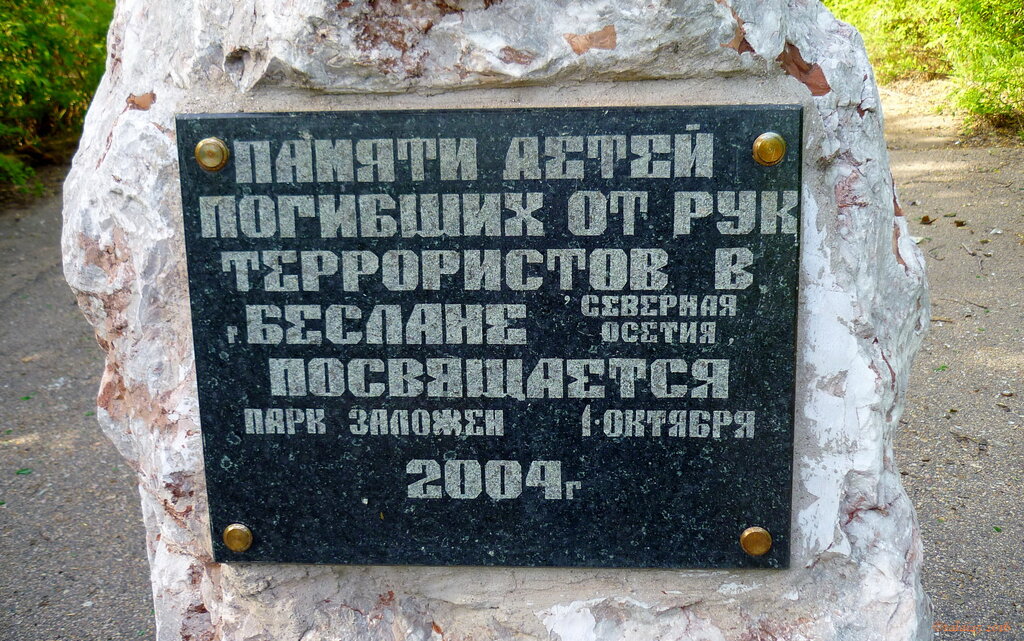 ПАМЯТИ ДЕТЕЙ
ПОГИБШИХ ОТ РУК
ТЕРРОРИСТОВ В
г. БЕСЛАНЕ СЕВЕРНАЯ
ОСЕТИЯ,
ПОСВЯЩАЕТСЯ
ПАРК ЗАЛОЖЕН 1·ОКТЯБРЯ
2004г